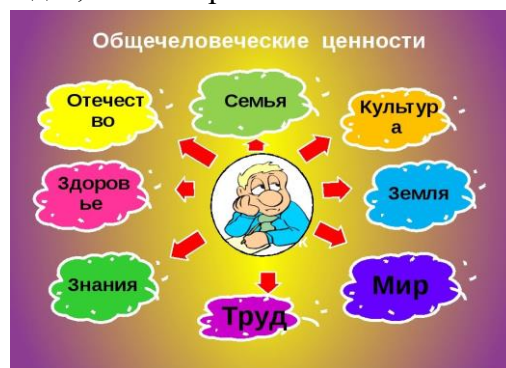 Общечеловеческие ценности
Отечест
во
Семья
Культур
а
Здоров
ье
Земля
Знания
Труд
Мир